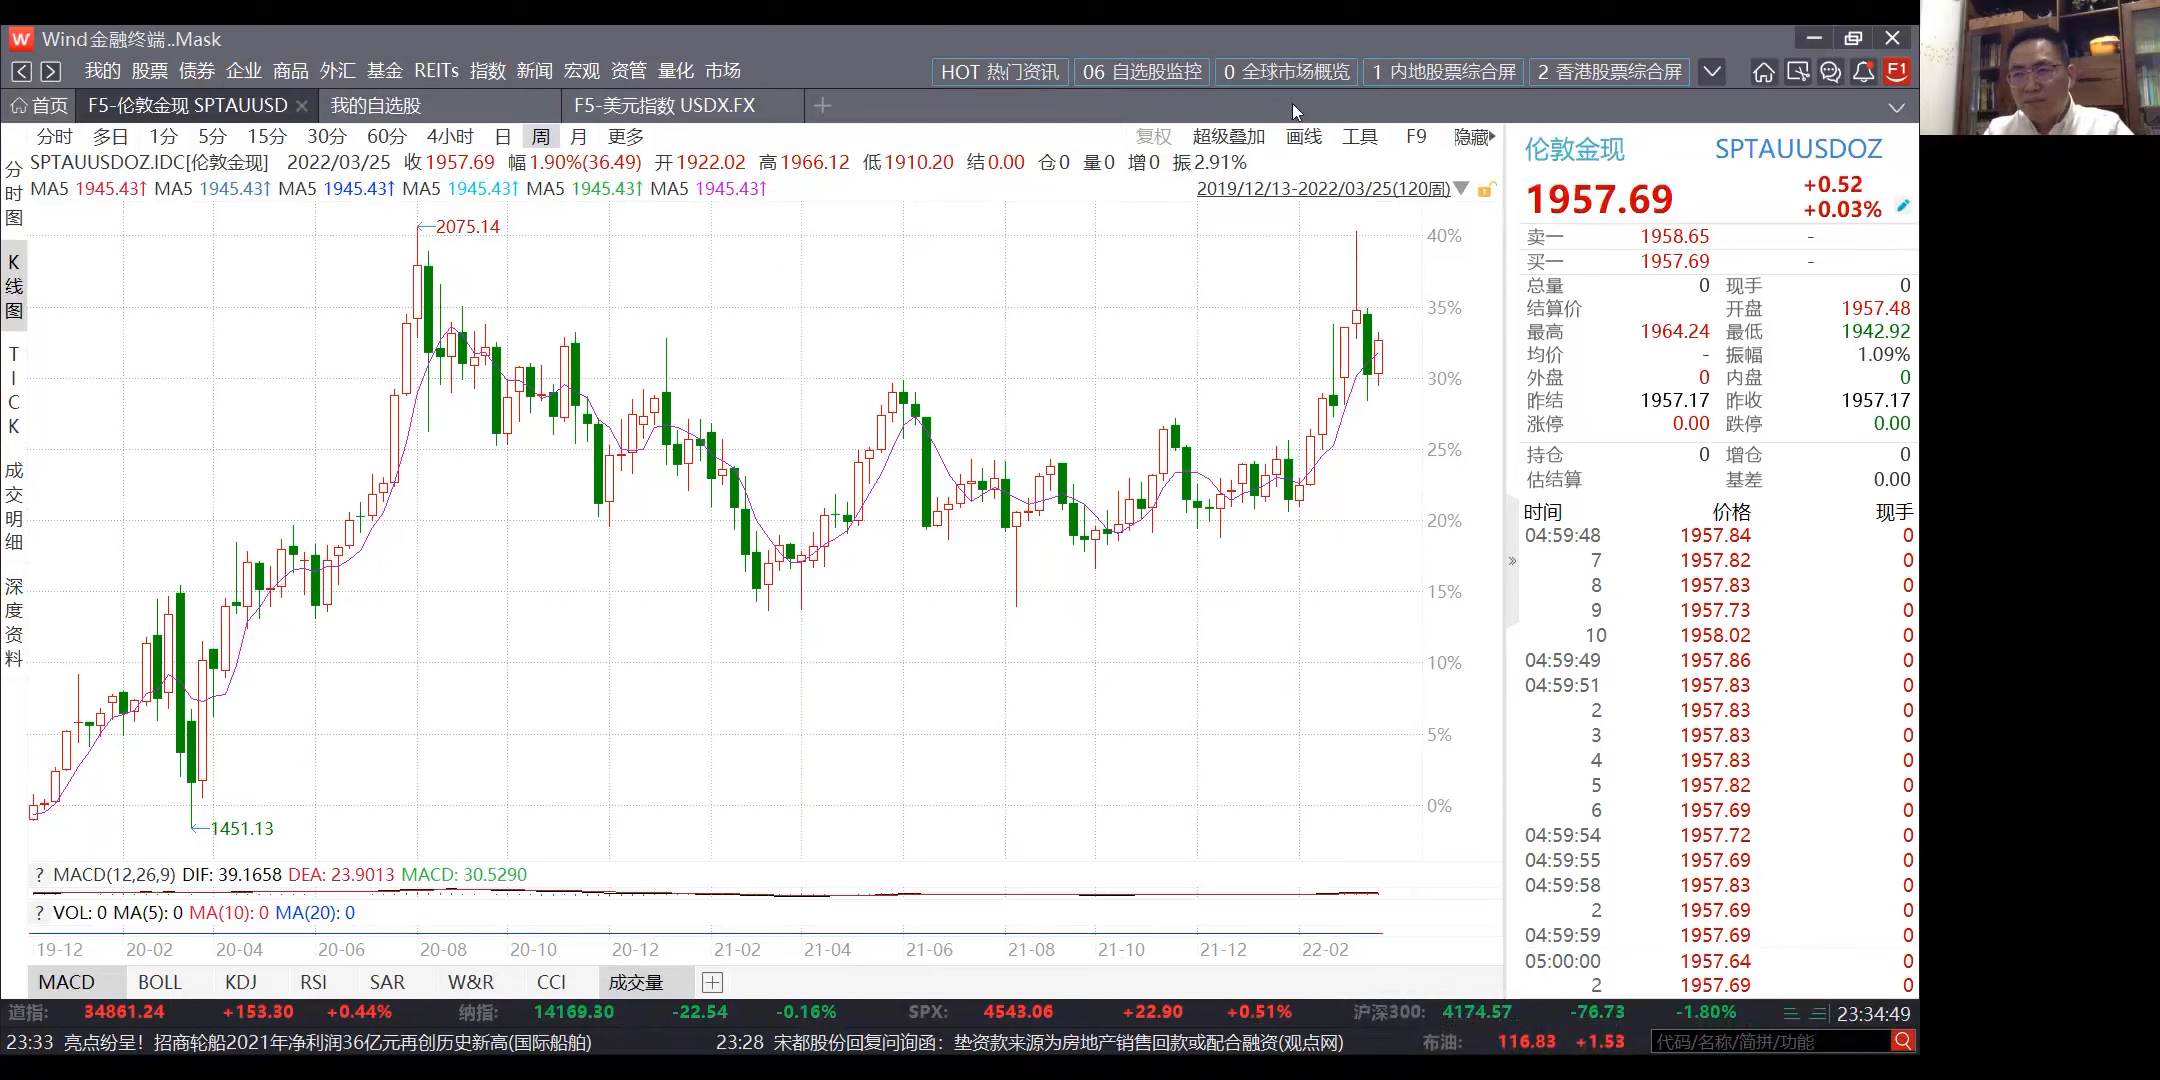 W Wind金融终端..Mask
我的 股票 债券 企业 商品 外汇 基金 REITs 指数 新闻 宏观 资管 量化 市场 HOT 热门资讯 06 自选股监控 0 全球市场概览 1 内地股票综合屏 2 香港股票综合屏 F1
首页 F5-伦敦金现 SPTAUUSD × 我的自选股 F5-美元指数 USDX.FX +
分时 多日 1分 5分 15分 30分 60分 4小时 日 周 月 更多 复权 超级叠加 画线 工具 F9 隐藏
SPTAUUSDOZ.IDC[伦敦金现] 2022/03/25 收1957.69 幅1.90%(36.49) 开1922.02 高1966.12 低1910.20 结0.00 仓0 量0 增0 振2.91%
MA5 1945.43↑ MA5 1945.43↑ MA5 1945.43↑ MA5 1945.43↑ MA5 1945.43↑ MA5 1945.43↑ 2019/12/13-2022/03/25(120周)
分时图
K线图
TICK
成交明细
深度资料
2075.14
1451.13
40%
35%
30%
25%
20%
15%
10%
5%
0%
? MACD(12,26,9) DIF: 39.1658 DEA: 23.9013 MACD: 30.5290
? VOL: 0 MA(5): 0 MA(10): 0 MA(20): 0
19-12 20-02 20-04 20-06 20-08 20-10 20-12 21-02 21-04 21-06 21-08 21-10 21-12 22-02
MACD BOLL KDJ RSI SAR W&R CCI 成交量
伦敦金现 SPTAUUSDOZ
1957.69 +0.52
+0.03%
卖一 1958.65 -
买一 1957.69 -
总量 0 现手 0
结算价 开盘 1957.48
最高 1964.24 最低 1942.92
均价 - 振幅 1.09%
外盘 0 内盘 0
昨结 1957.17 昨收 1957.17
涨停 0.00 跌停 0.00
持仓 0 增仓 0
估结算 基差 0.00
时间 价格 现手
04:59:48 1957.84 0
7 1957.82 0
8 1957.83 0
9 1957.73 0
10 1958.02 0
04:59:49 1957.86 0
04:59:51 1957.83 0
2 1957.83 0
3 1957.83 0
4 1957.83 0
5 1957.82 0
6 1957.69 0
04:59:54 1957.72 0
04:59:55 1957.69 0
04:59:58 1957.83 0
2 1957.69 0
04:59:59 1957.69 0
05:00:00 1957.64 0
2 1957.69 0
道指: 34861.24 +153.30 +0.44% 纳指: 14169.30 -22.54 -0.16% SPX: 4543.06 +22.90 +0.51% 沪深300: 4174.57 -76.73 -1.80% 23:34:49
23:33 亮点纷呈！招商轮船2021年净利润36亿元再创历史新高(国际船舶) 23:28 宋都股份回复问询函：垫资款来源为房地产销售回款或配合融资(观点网) 布油: 116.83 +1.53 代码/名称/简拼/功能